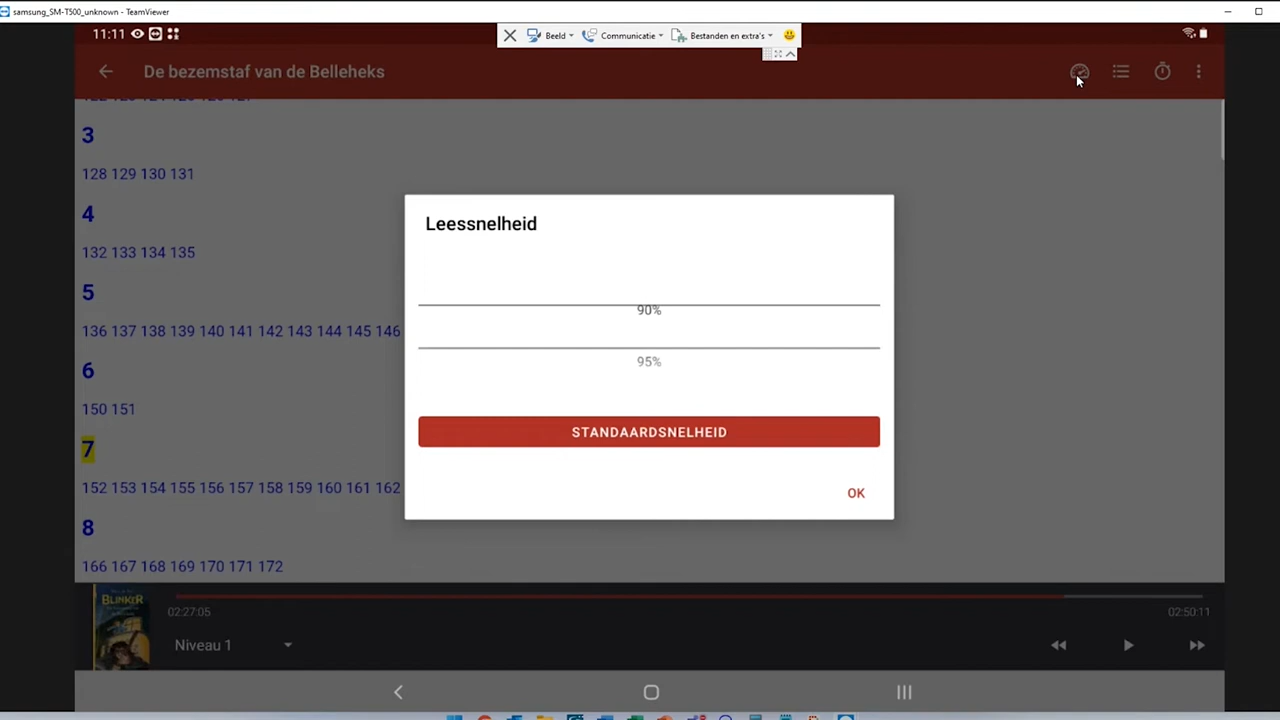 samsung_SM-T500_unknown - TeamViewer
11:11
Beeld
Communicatie
Bestanden en extra's
De bezemstaf van de Belleheks
3
128 129 130 131
4
132 133 134 135
5
136 137 138 139 140 141 142 143 144 145 146
6
150 151
7
152 153 154 155 156 157 158 159 160 161 162
8
166 167 168 169 170 171 172
Leessnelheid
90%
95%
STANDAARDSNELHEID
OK
BLINKER
02:27:05
02:50:11
Niveau 1